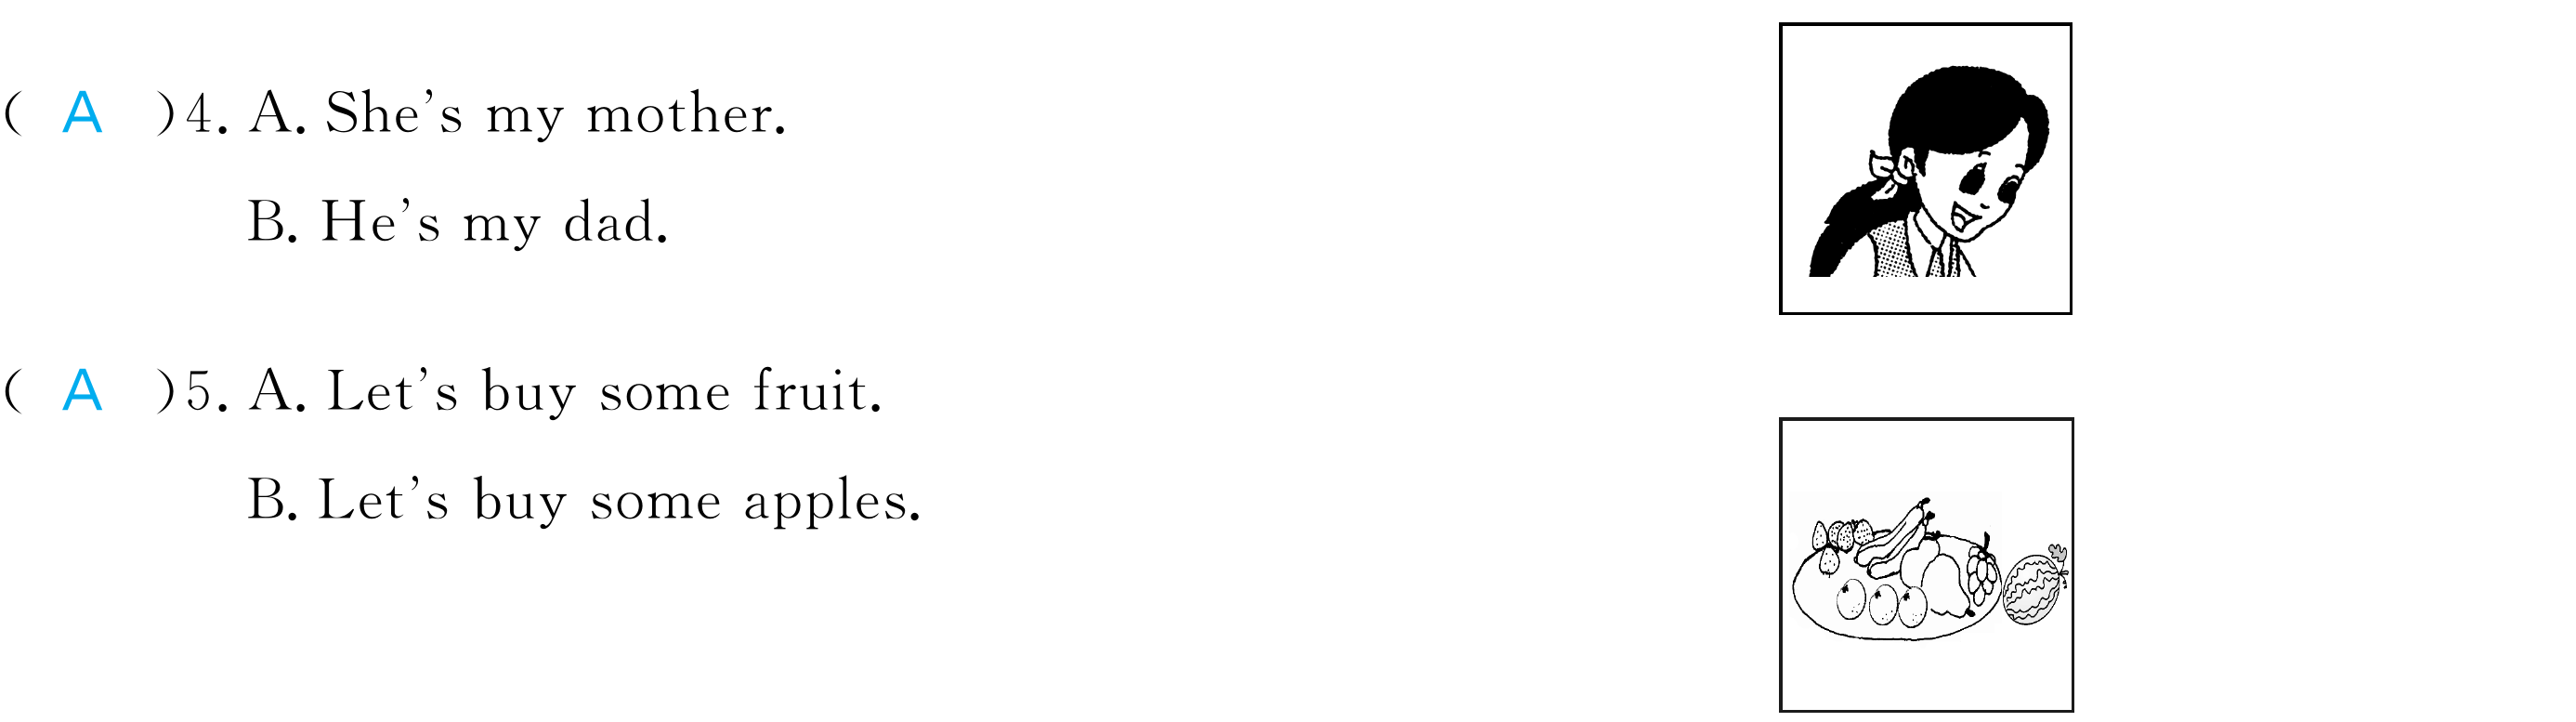 ( A )4. A. She's my mother.
B. He's my dad.
( A )5. A. Let's buy some fruit.
B. Let's buy some apples.